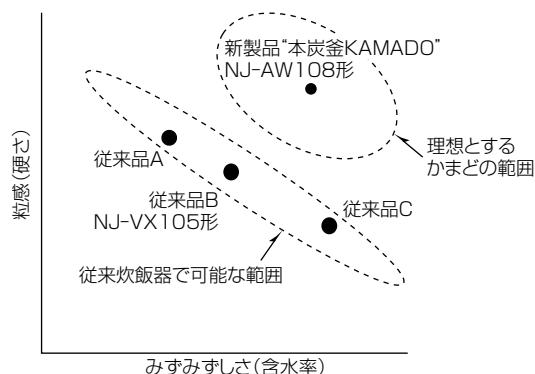 新製品“本炭釜KAMADO”
NJ-AW108形
理想とする
かまどの範囲
従来品A
従来品B
NJ-VX105形
従来品C
従来炊飯器で可能な範囲
粒感(硬さ)
みずみずしさ(含水率)